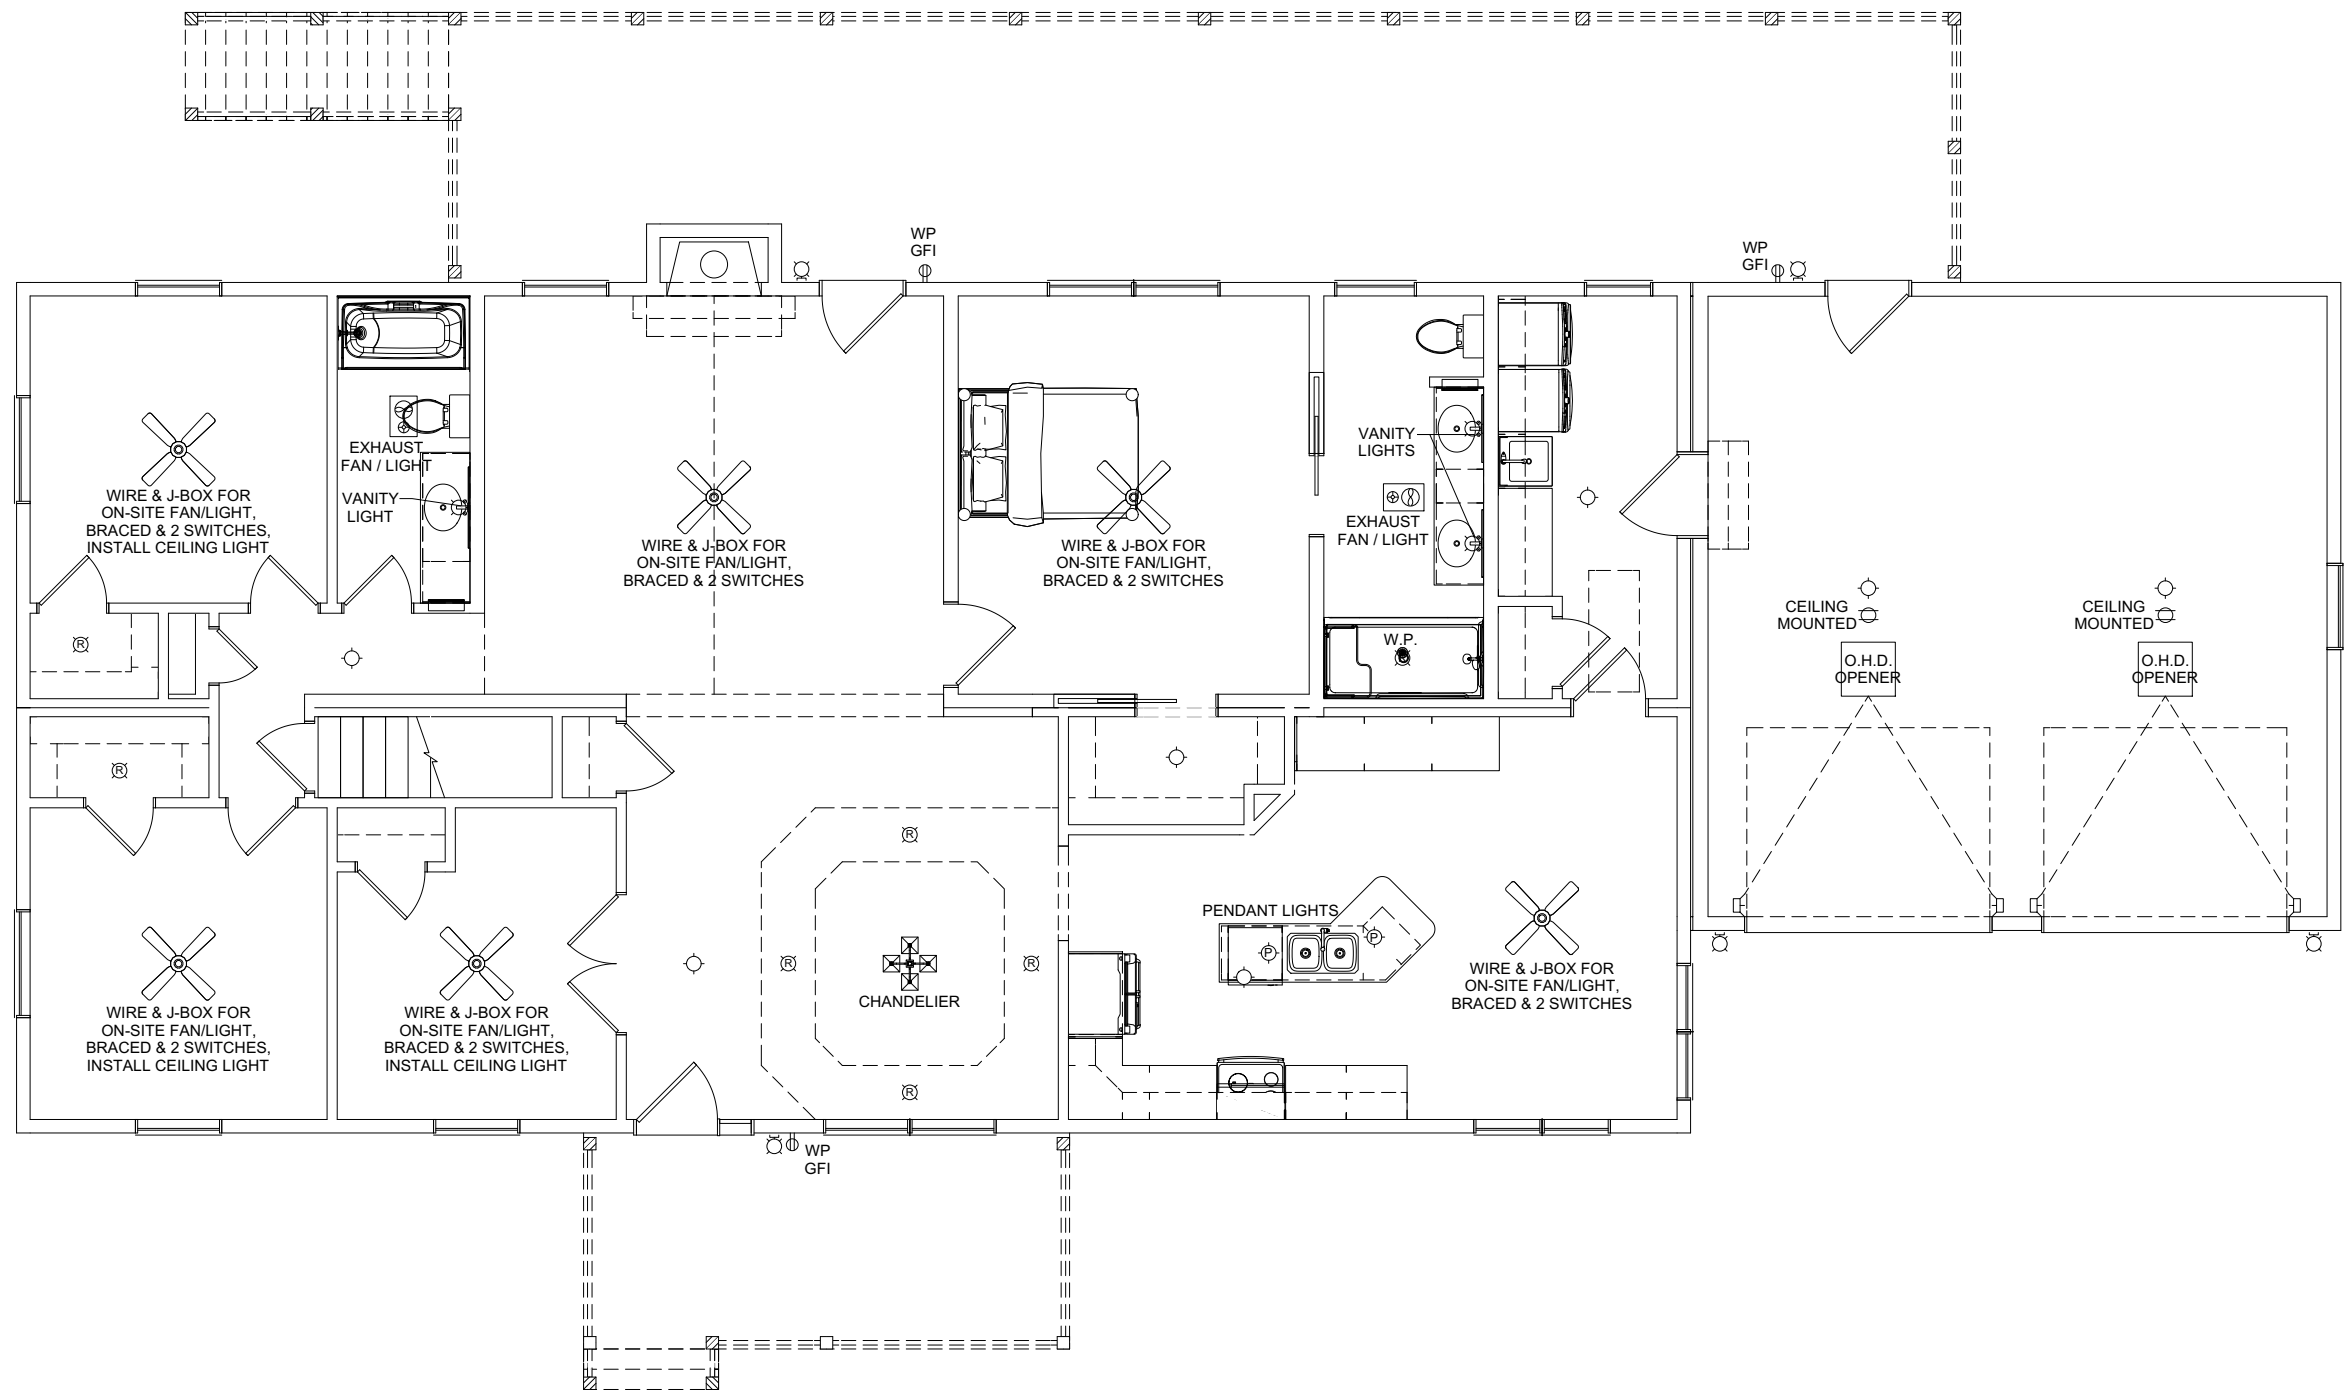 WP
GFI
WP
GFI
EXHAUST
FAN / LIGHT
VANITY
LIGHT
WIRE & J-BOX FOR
ON-SITE FAN/LIGHT,
BRACED & 2 SWITCHES,
INSTALL CEILING LIGHT
WIRE & J-BOX FOR
ON-SITE FAN/LIGHT,
BRACED & 2 SWITCHES
WIRE & J-BOX FOR
ON-SITE FAN/LIGHT,
BRACED & 2 SWITCHES
VANITY
LIGHTS
EXHAUST
FAN / LIGHT
W.P.
R
R
CEILING
MOUNTED
CEILING
MOUNTED
O.H.D.
OPENER
O.H.D.
OPENER
R
R
R
R
R
CHANDELIER
PENDANT LIGHTS
P
P
WIRE & J-BOX FOR
ON-SITE FAN/LIGHT,
BRACED & 2 SWITCHES
WIRE & J-BOX FOR
ON-SITE FAN/LIGHT,
BRACED & 2 SWITCHES,
INSTALL CEILING LIGHT
WIRE & J-BOX FOR
ON-SITE FAN/LIGHT,
BRACED & 2 SWITCHES,
INSTALL CEILING LIGHT
WP
GFI